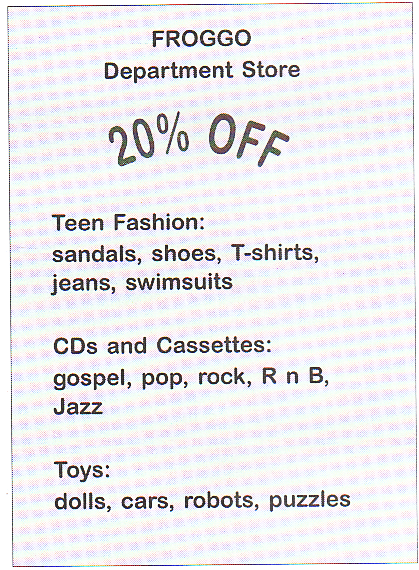 FROGGO
Department Store
20% OFF
Teen Fashion:
sandals, shoes, T-shirts,
jeans, swimsuits
CDs and Cassettes:
gospel, pop, rock, R n B,
Jazz
Toys:
dolls, cars, robots, puzzles